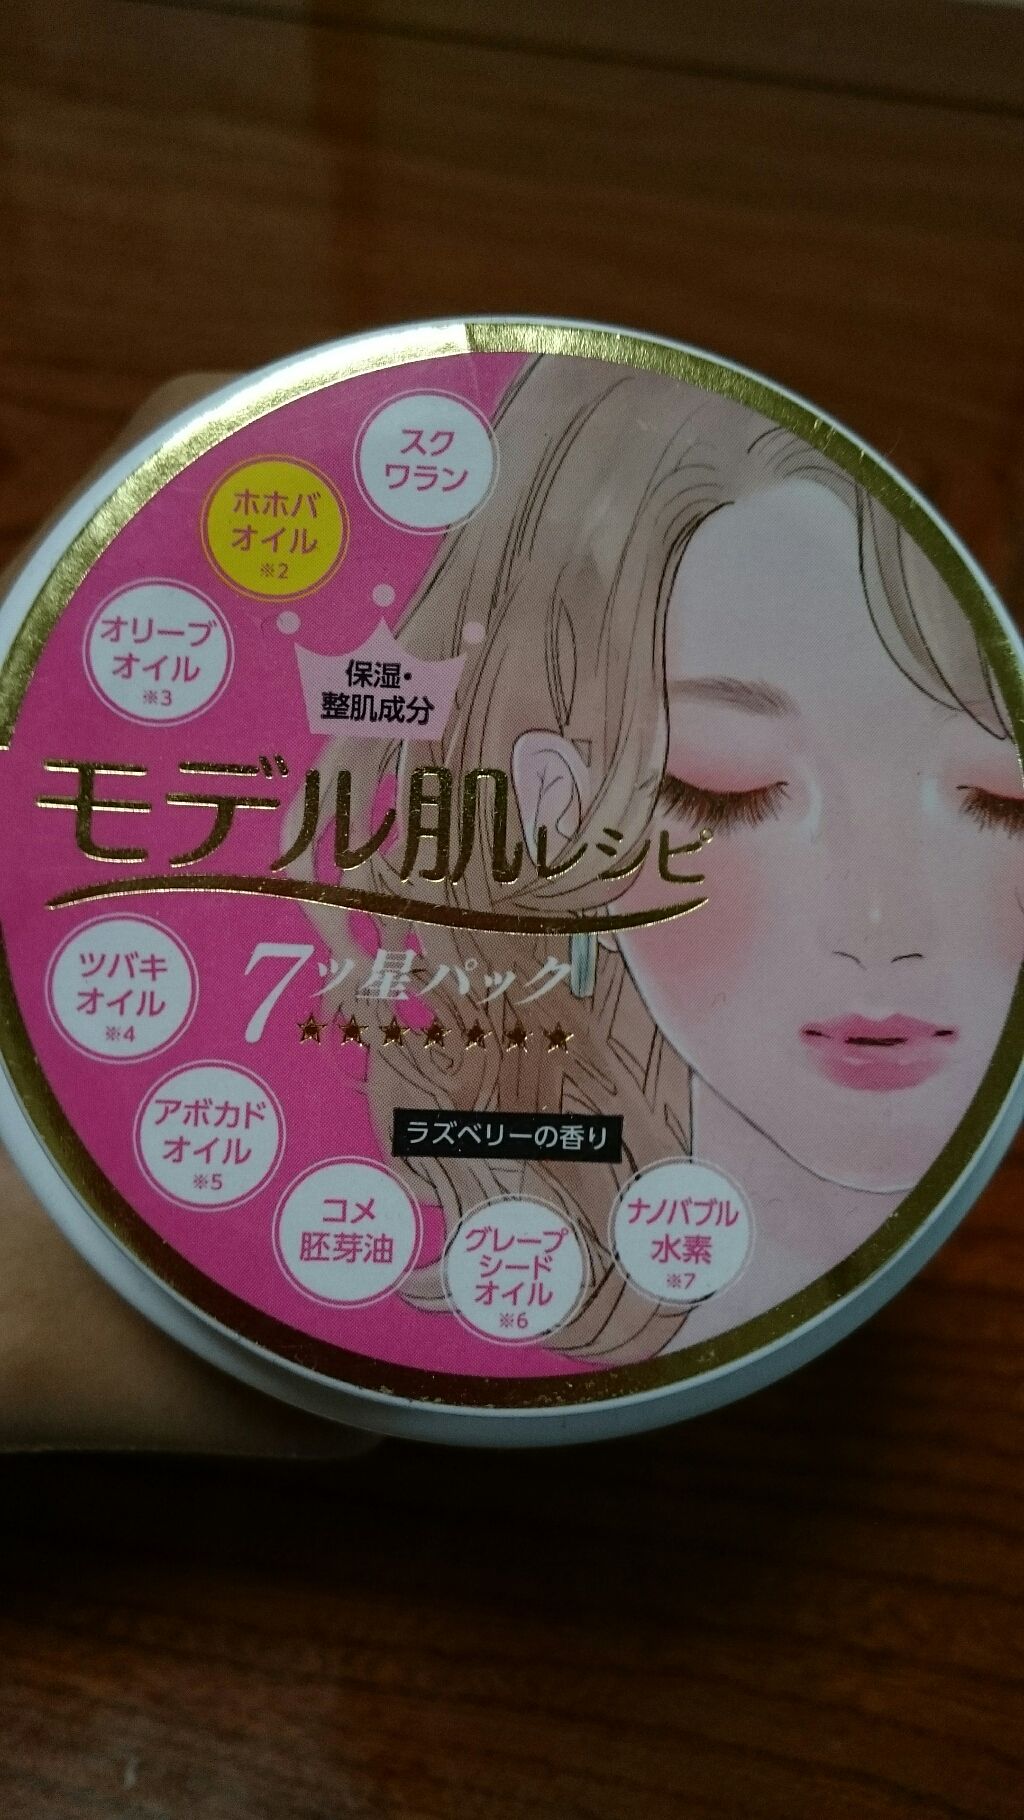 スク
ワラン
ホホバ
オイル
※2
オリーブ
オイル
※3
保湿・
整肌成分
モデル肌レシピ
ツバキ
オイル
※4
7ッ星パック
★★★★★★★
ラズベリーの香り
アボカド
オイル
※5
コメ
胚芽油
グレープ
シード
オイル
※6
ナノバブル
水素
※7